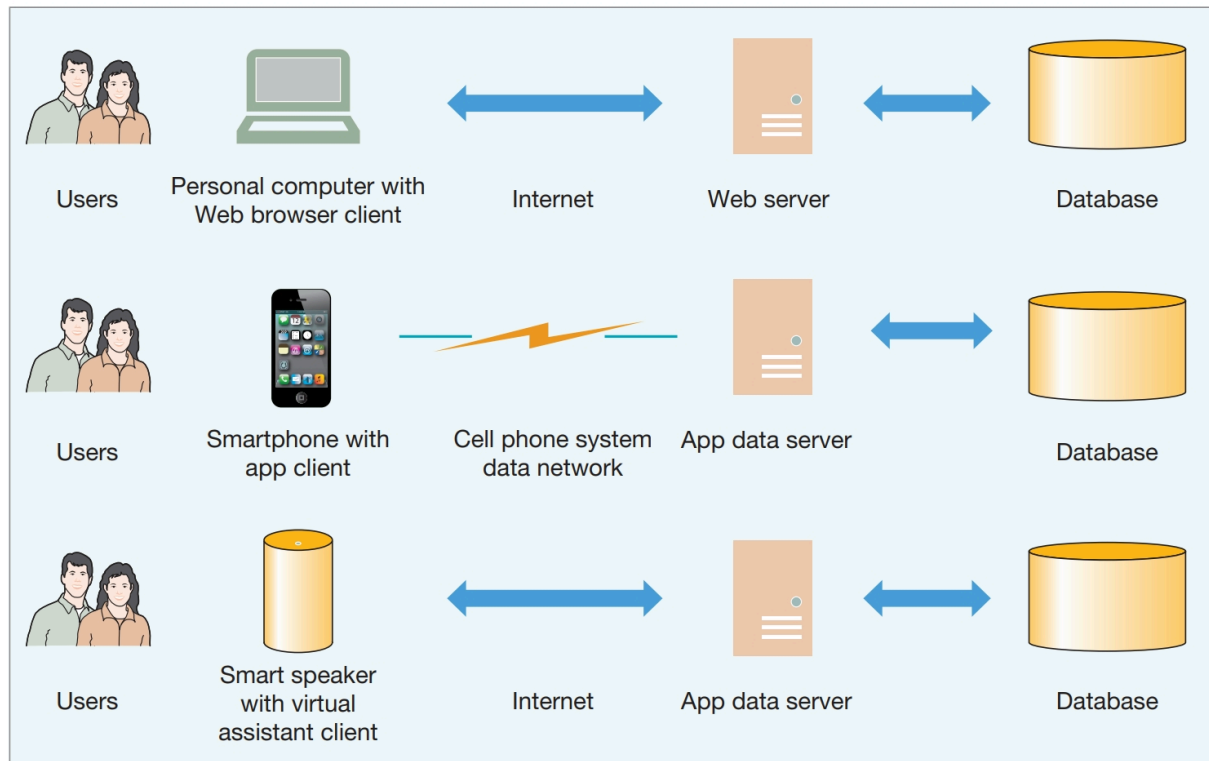 Users
Personal computer with
Web browser client
Internet
Web server
Database
Users
Smartphone with
app client
Cell phone system
data network
App data server
Database
Users
Smart speaker
with virtual
assistant client
Internet
App data server
Database